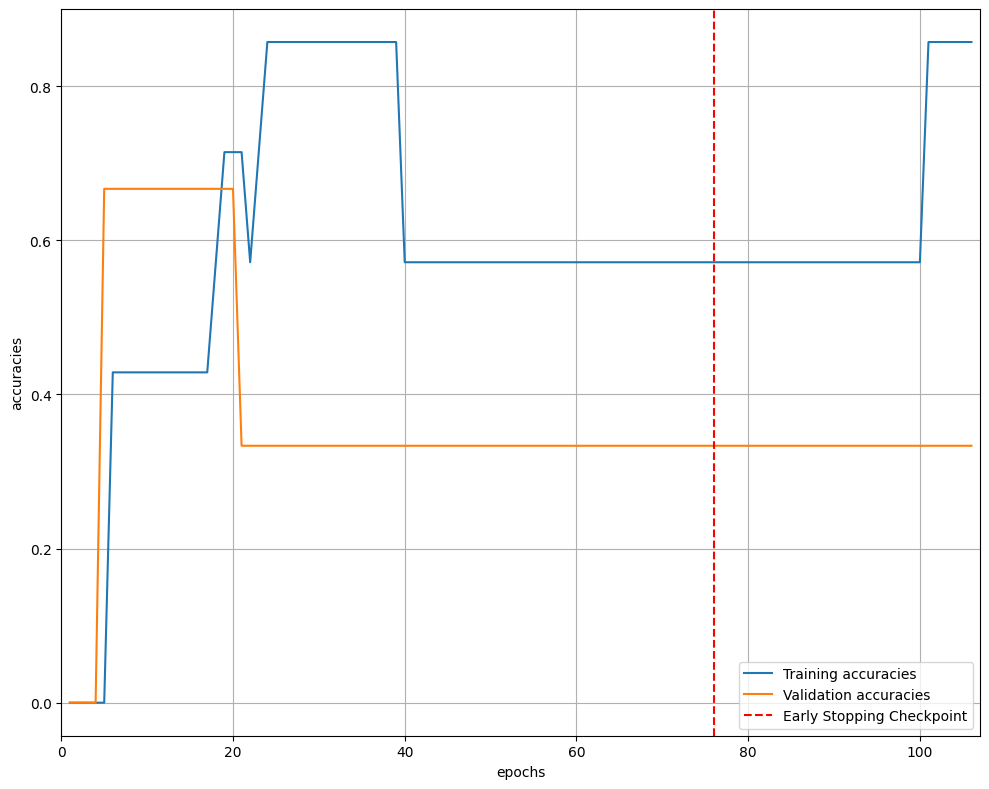 accuracies
0.8
0.6
0.4
0.2
0.0
0 20 40 60 80 100
epochs
Training accuracies
Validation accuracies
Early Stopping Checkpoint